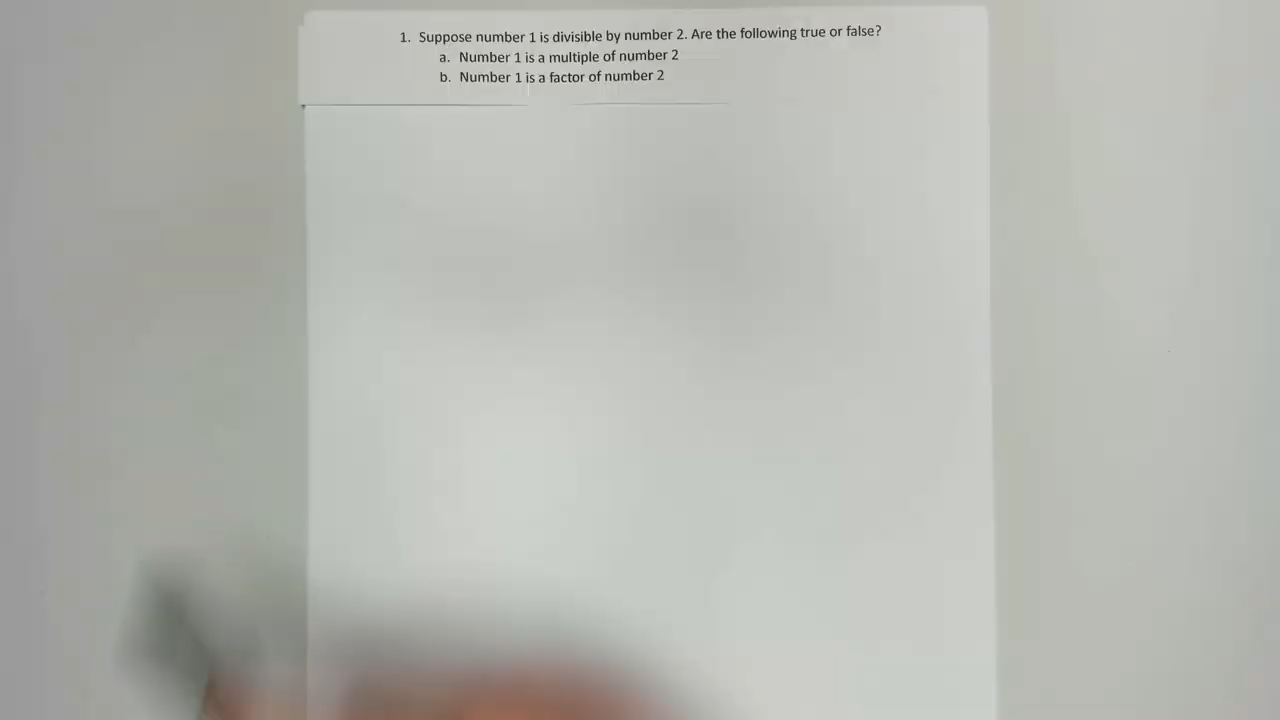 1. Suppose number 1 is divisible by number 2. Are the following true or false?
a. Number 1 is a multiple of number 2
b. Number 1 is a factor of number 2